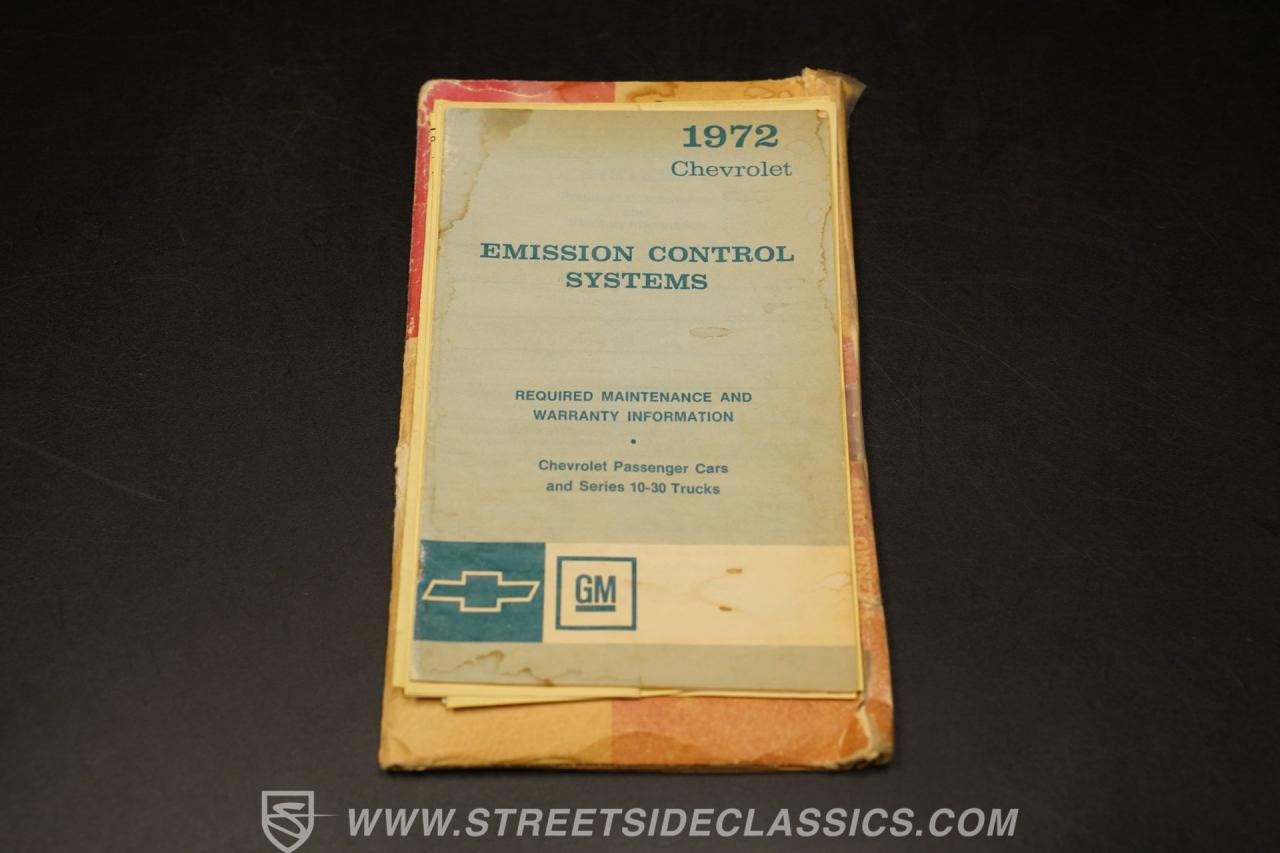 1972
Chevrolet
EMISSION CONTROL
SYSTEMS
REQUIRED MAINTENANCE AND
WARRANTY INFORMATION
•
Chevrolet Passenger Cars
and Series 10-30 Trucks
GM
WWW.STREETSIDECLASSICS.COM